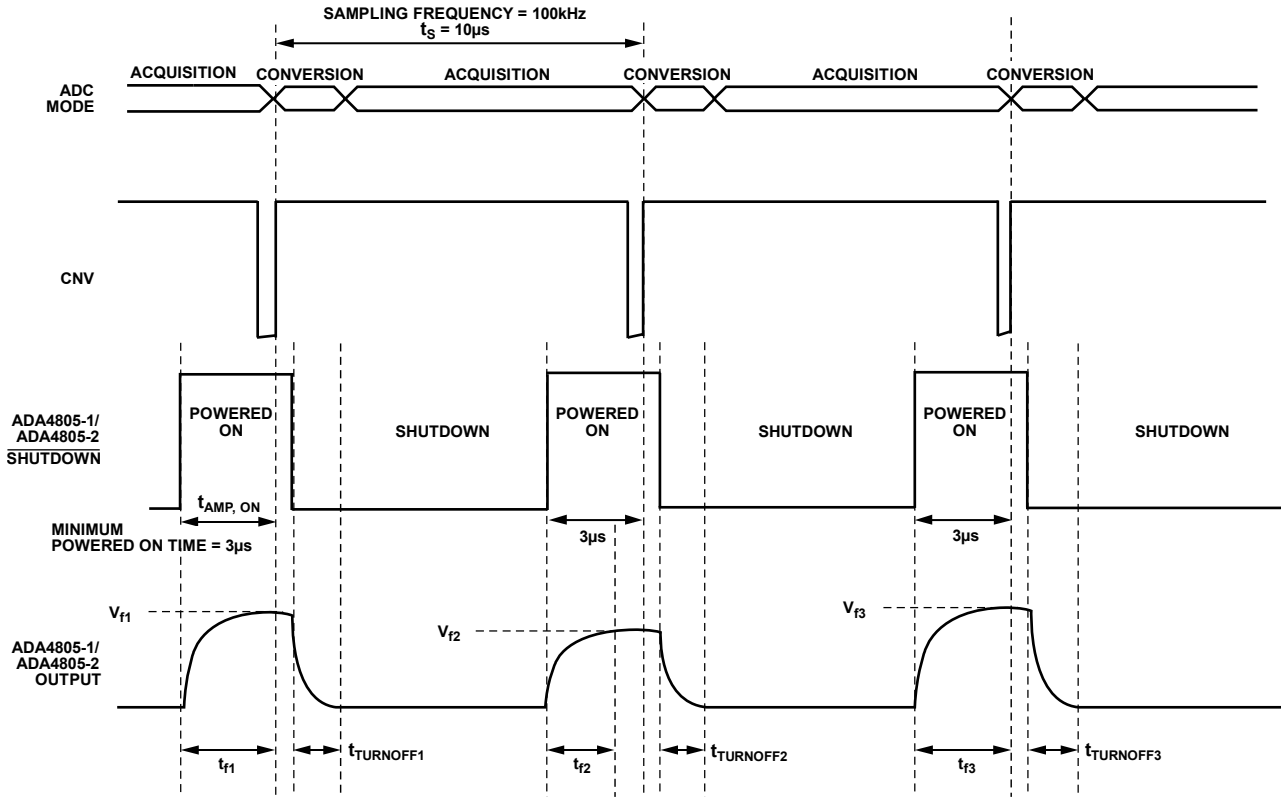 SAMPLING FREQUENCY = 100kHz
tS = 10µs
ACQUISITION
CONVERSION
ACQUISITION
CONVERSION
ACQUISITION
CONVERSION
ADC
MODE
CNV
ADA4805-1/
ADA4805-2
SHUTDOWN
POWERED
ON
SHUTDOWN
POWERED
ON
SHUTDOWN
POWERED
ON
SHUTDOWN
tAMP, ON
MINIMUM
POWERED ON TIME = 3µs
3µs
3µs
Vf1
Vf2
Vf3
ADA4805-1/
ADA4805-2
OUTPUT
tf1
tTURNOFF1
tf2
tTURNOFF2
tf3
tTURNOFF3